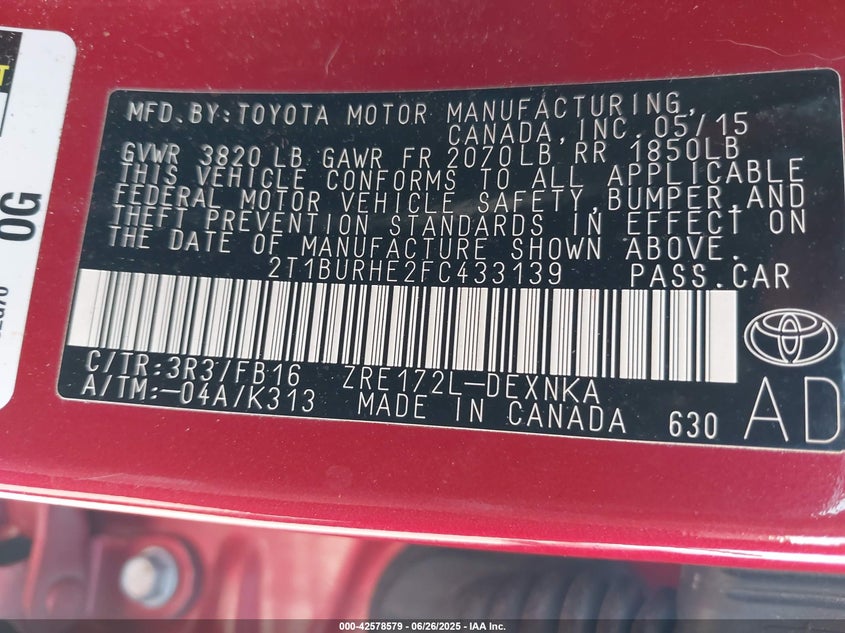 MFD.BY:TOYOTA MOTOR MANUFACTURING,
CANADA,INC.05/15
GVWR 3820LB GAWR FR 2070LB RR 1850LB
THIS VEHICLE CONFORMS TO ALL APPLICABLE
FEDERAL MOTOR VEHICLE SAFETY,BUMPER,AND
THEFT PREVENTION STANDARDS IN EFFECT ON
THE DATE OF MANUFACTURE SHOWN ABOVE.
2T1BURHE2FC433139 PASS.CAR
C/TR:3R3/FB16 ZRE172L-DEXNKA
A/TM:-04A/K313 MADE IN CANADA 630
AD
OG
000-42578579 / 06/26/2025 - IAA Inc.